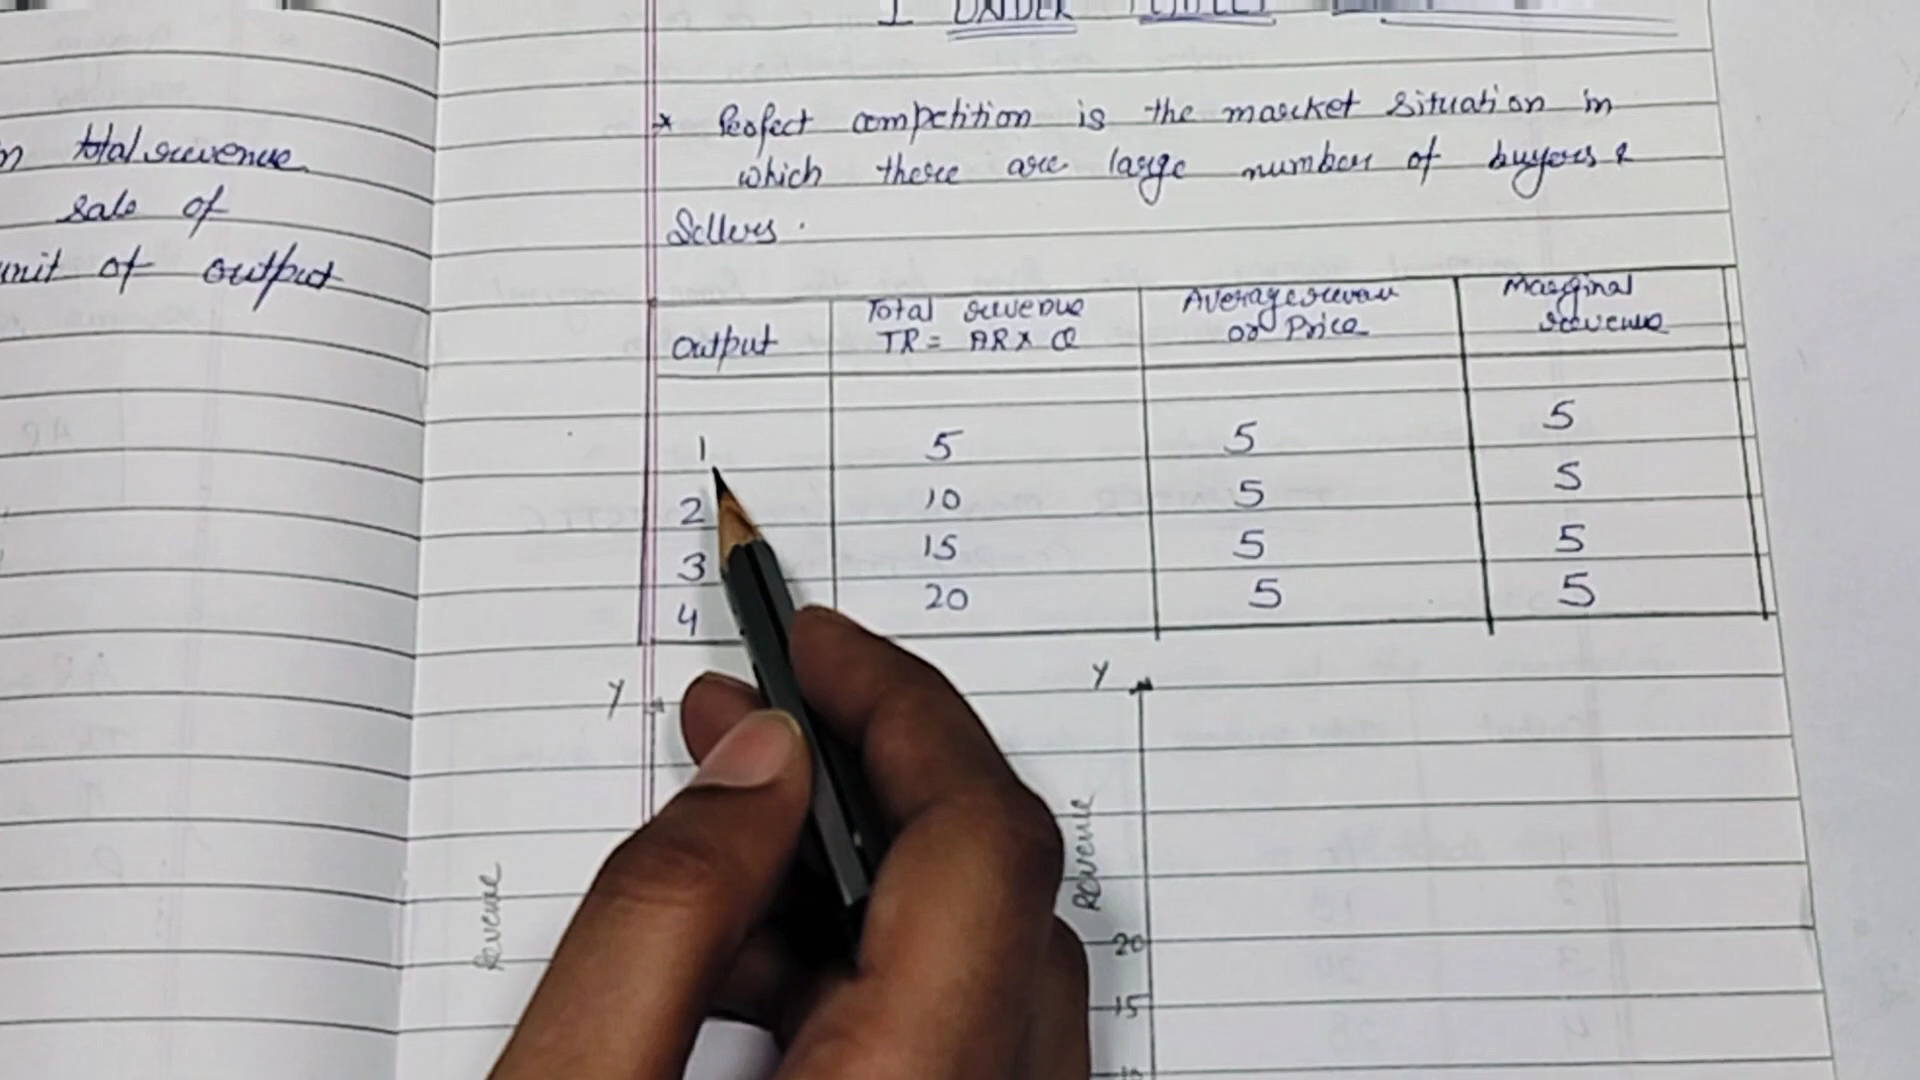 n total revenue
sale of
unit of output
I UNDER
* Perfect competition is the market situation in
which there are large number of buyers &
Sellers.
Output Total revenue TR = AR x Q Average revenue or Price Marginal revenue
1 5 5 5
2 10 5 5
3 15 5 5
4 20 5 5
Y Y
Revenue Revenue
20
15
10